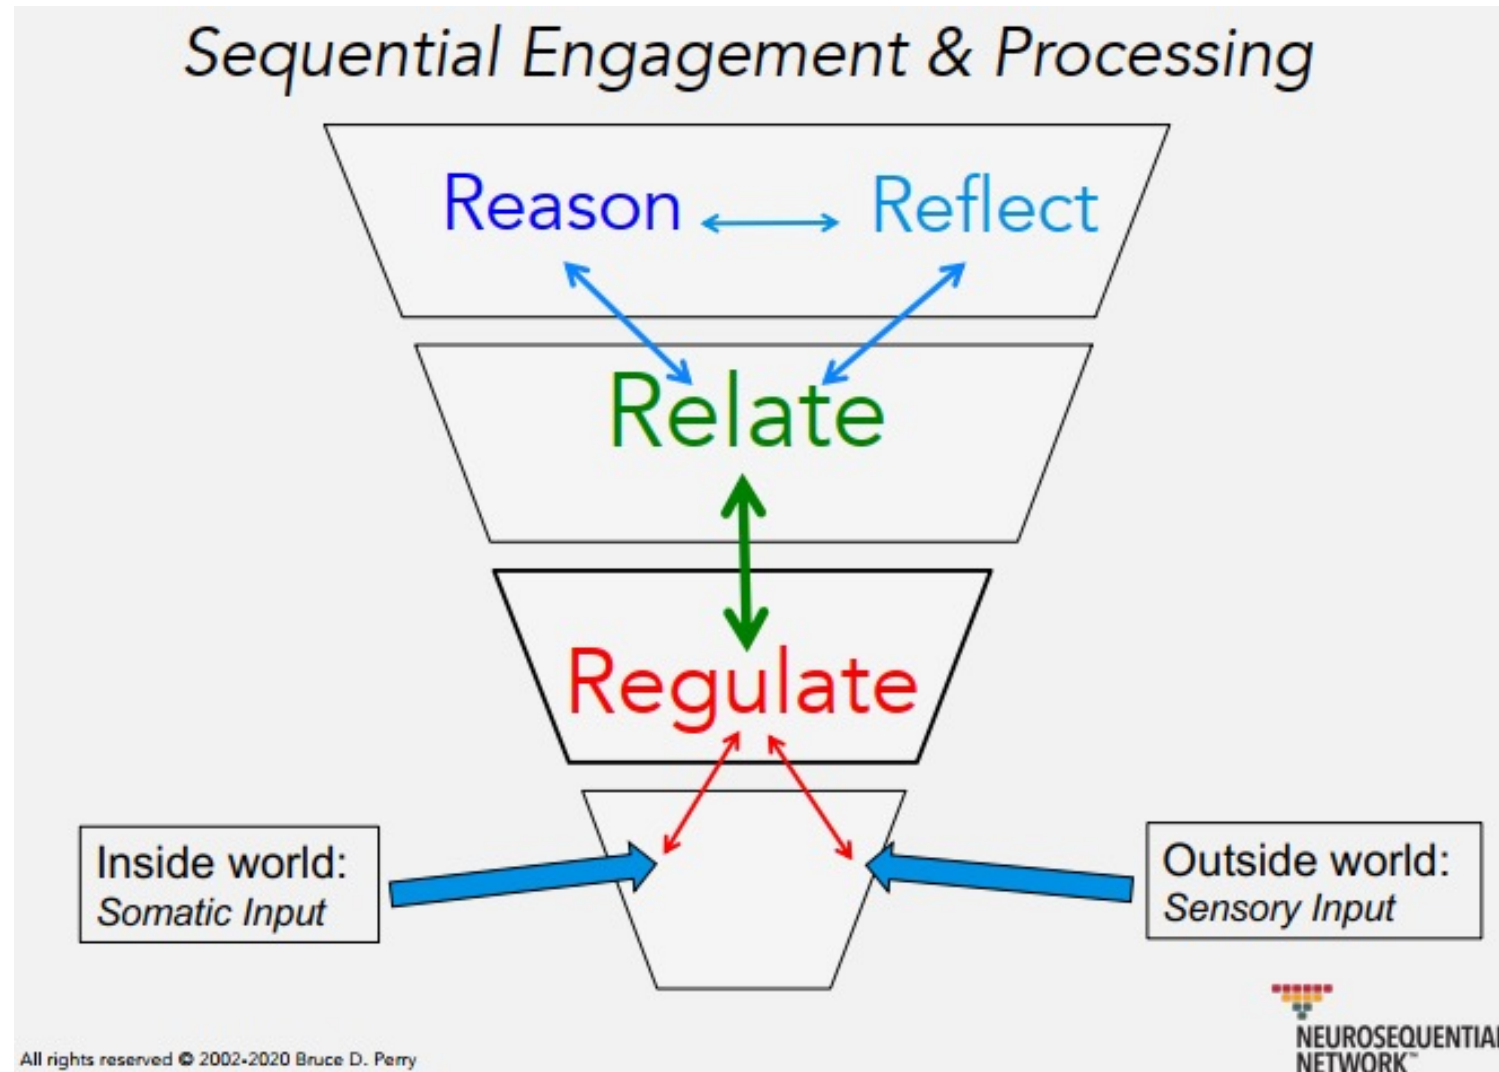 Sequential Engagement & Processing
Reason
Reflect
Relate
Regulate
Inside world:
Somatic Input
Outside world:
Sensory Input
All rights reserved © 2002-2020 Bruce D. Perry
NEUROSEQUENTIAL
NETWORK™